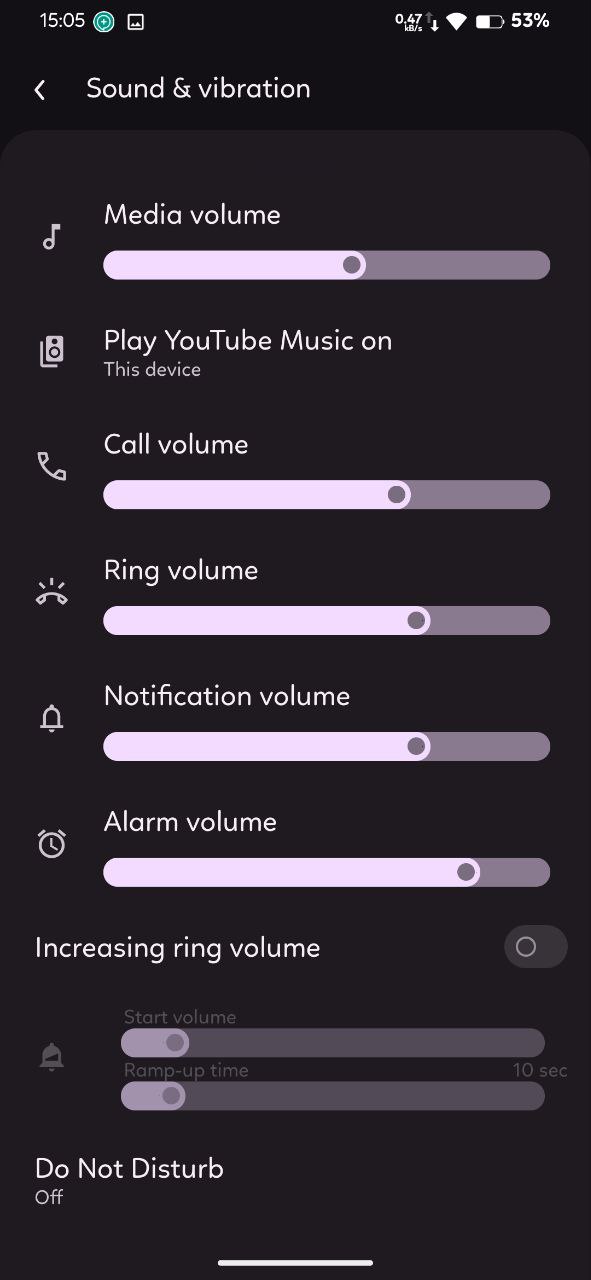 15:05
0.47 kB/s 53%
Sound & vibration
Media volume
Play YouTube Music on
This device
Call volume
Ring volume
Notification volume
Alarm volume
Increasing ring volume
Start volume
Ramp-up time 10 sec
Do Not Disturb
Off